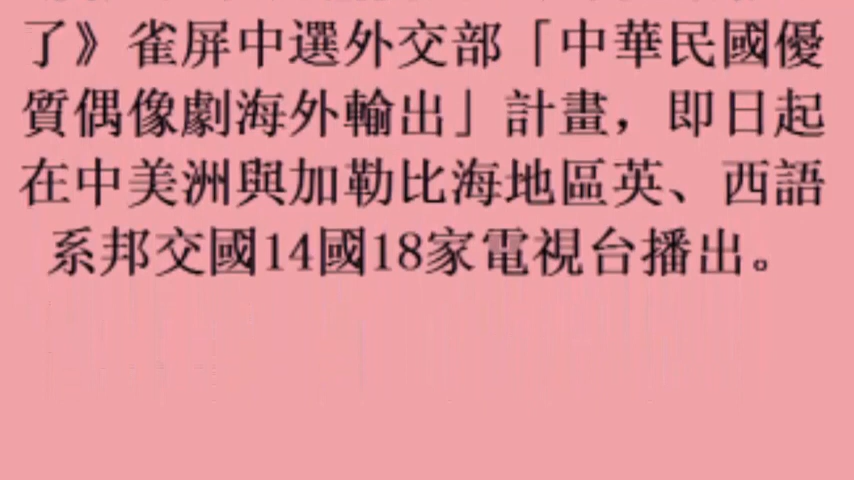 了》雀屏中選外交部「中華民國優
質偶像劇海外輸出」計畫，即日起
在中美洲與加勒比海地區英、西語
系邦交國14國18家電視台播出。